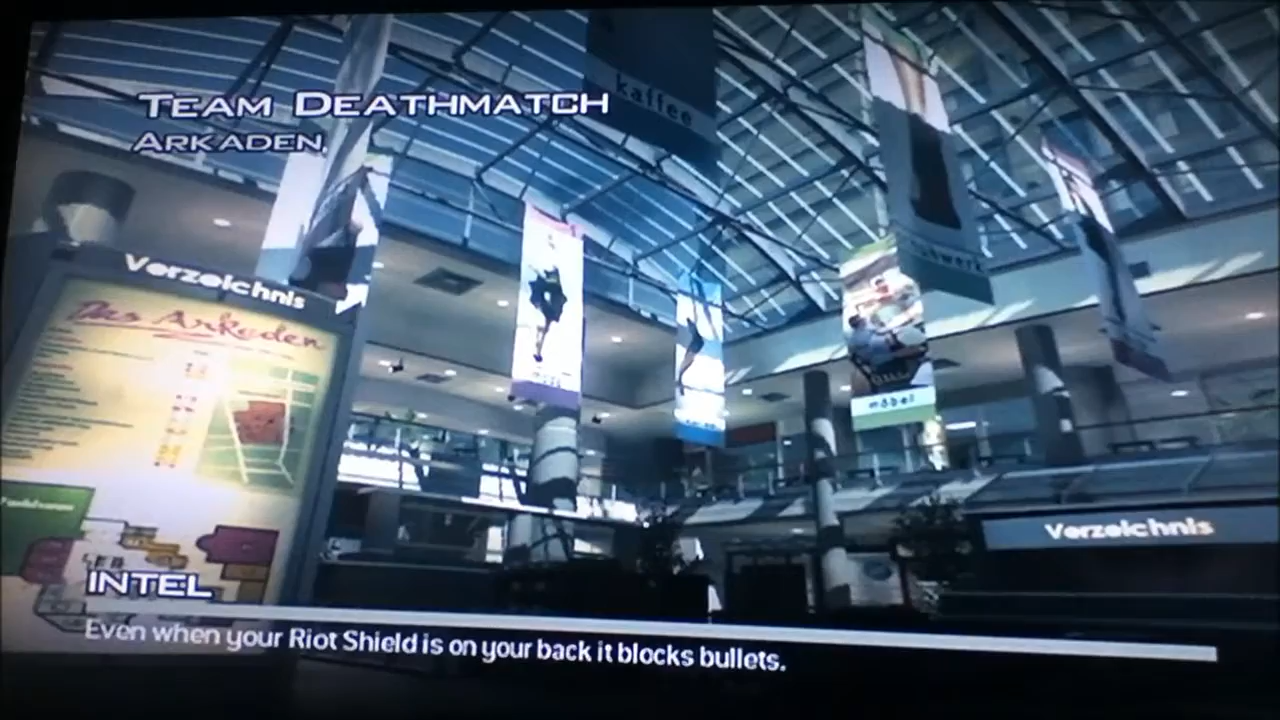 TEAM DEATHMATCH
ARKADEN,
kaffee
Verzeichnis
Das Arkaden
möbel
Verzeichnis
INTEL
Even when your Riot Shield is on your back it blocks bullets.